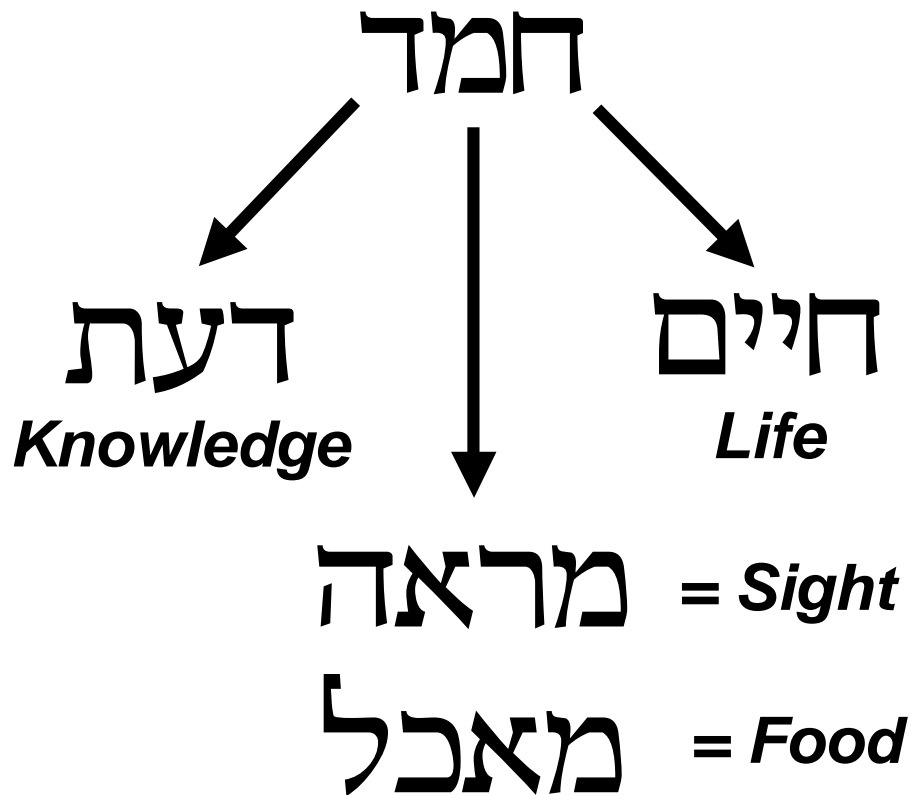 חמד
חיים
Life
דעת
Knowledge
מראה = Sight
מאכל = Food